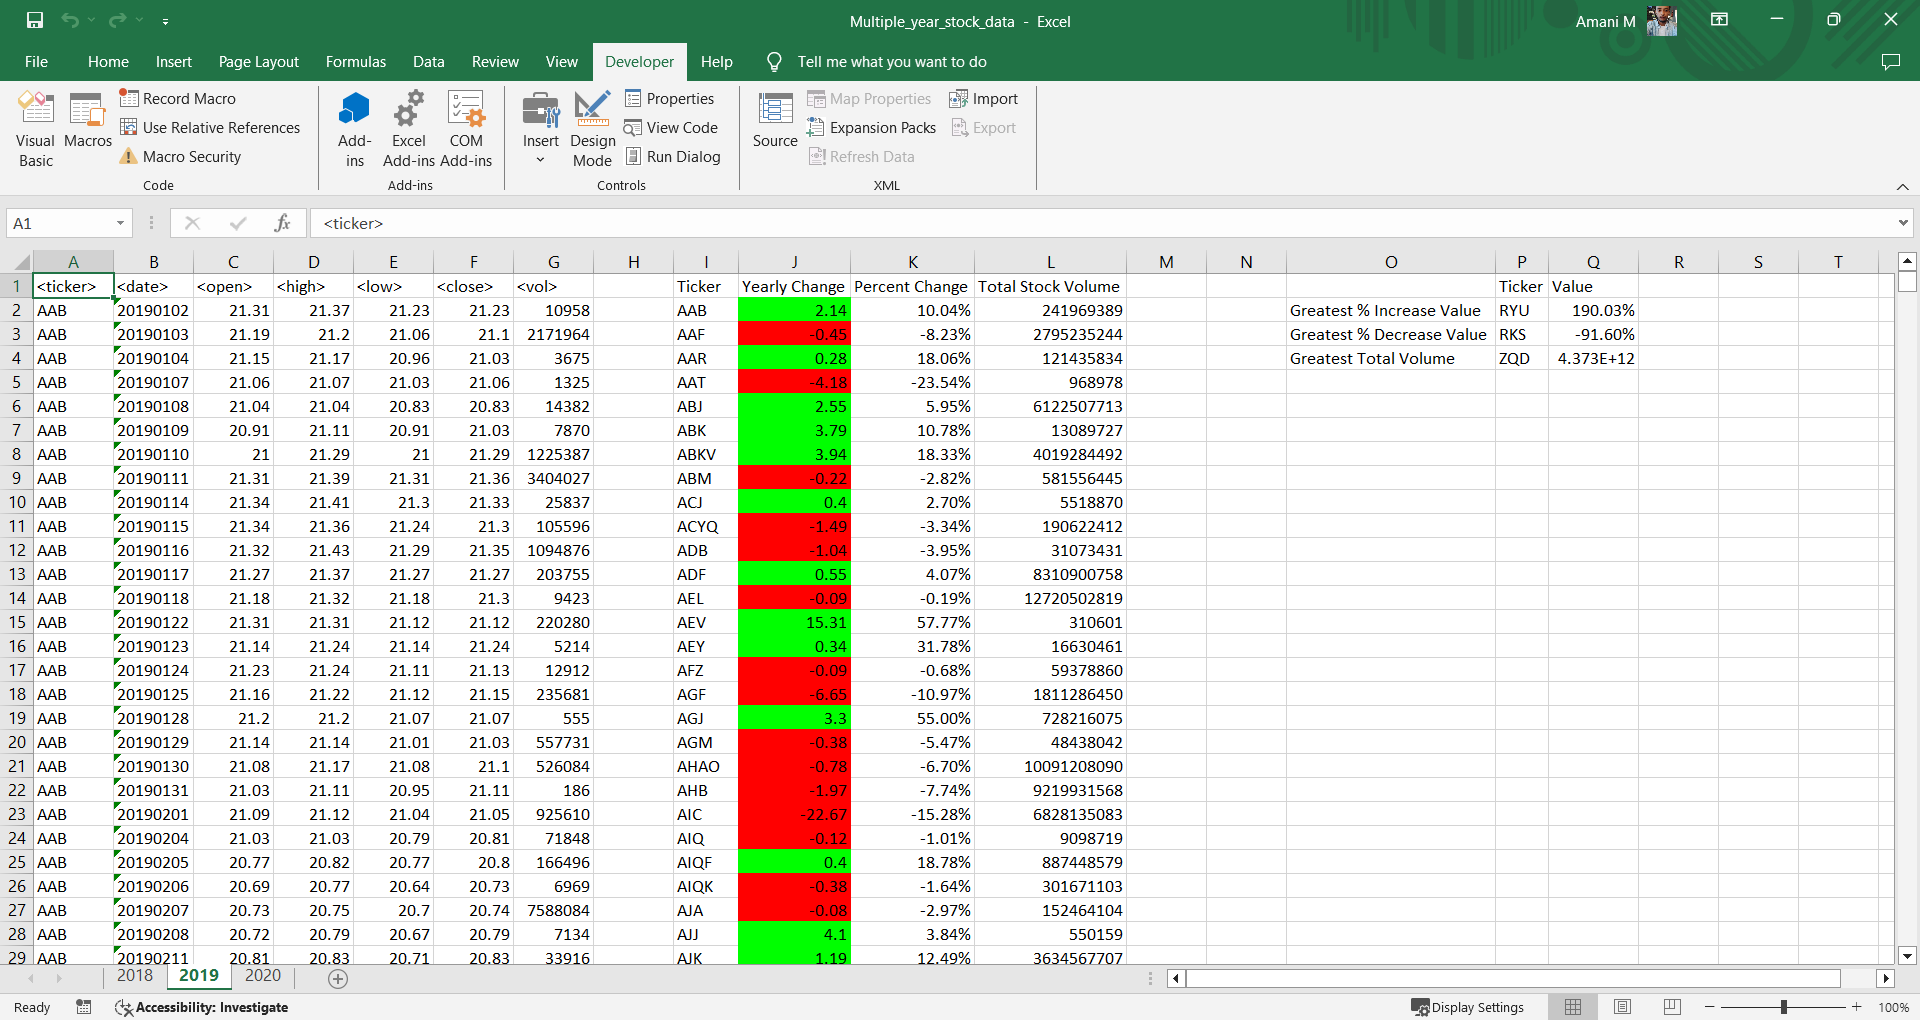 Multiple_year_stock_data - Excel
Amani M
File Home Insert Page Layout Formulas Data Review View Developer Help Tell me what you want to do
Visual Basic
Macros
Record Macro
Use Relative References
Macro Security
Code
Add-ins
Excel Add-ins
COM Add-ins
Add-ins
Insert
Design Mode
Properties
View Code
Run Dialog
Controls
Source
Map Properties
Expansion Packs
Refresh Data
Import
Export
XML
A1 fx <ticker>
A B C D E F G H I J K L M N O P Q R S T
1 <ticker> <date> <open> <high> <low> <close> <vol> Ticker Yearly Change Percent Change Total Stock Volume Ticker Value
2 AAB 20190102 21.31 21.37 21.23 21.23 10958 AAB 2.14 10.04% 241969389 Greatest % Increase Value RYU 190.03%
3 AAB 20190103 21.19 21.2 21.06 21.1 2171964 AAF -0.45 -8.23% 2795235244 Greatest % Decrease Value RKS -91.60%
4 AAB 20190104 21.15 21.17 20.96 21.03 3675 AAR 0.28 18.06% 121435834 Greatest Total Volume ZQD 4.373E+12
5 AAB 20190107 21.06 21.07 21.03 21.06 1325 AAT -4.18 -23.54% 968978
6 AAB 20190108 21.04 21.04 20.83 20.83 14382 ABJ 2.55 5.95% 6122507713
7 AAB 20190109 20.91 21.11 20.91 21.03 7870 ABK 3.79 10.78% 13089727
8 AAB 20190110 21 21.29 21 21.29 1225387 ABKV 3.94 18.33% 4019284492
9 AAB 20190111 21.31 21.39 21.31 21.36 3404027 ABM -0.22 -2.82% 581556445
10 AAB 20190114 21.34 21.41 21.3 21.33 25837 ACJ 0.4 2.70% 5518870
11 AAB 20190115 21.34 21.36 21.24 21.3 105596 ACYQ -1.49 -3.34% 190622412
12 AAB 20190116 21.32 21.43 21.29 21.35 1094876 ADB -1.04 -3.95% 31073431
13 AAB 20190117 21.27 21.37 21.27 21.27 203755 ADF 0.55 4.07% 8310900758
14 AAB 20190118 21.18 21.32 21.18 21.3 9423 AEL -0.09 -0.19% 12720502819
15 AAB 20190122 21.31 21.31 21.12 21.12 220280 AEV 15.31 57.77% 310601
16 AAB 20190123 21.14 21.24 21.14 21.24 5214 AEY 0.34 31.78% 16630461
17 AAB 20190124 21.23 21.24 21.11 21.13 12912 AFZ -0.09 -0.68% 59378860
18 AAB 20190125 21.16 21.22 21.12 21.15 235681 AGF -6.65 -10.97% 1811286450
19 AAB 20190128 21.2 21.2 21.07 21.07 555 AGJ 3.3 55.00% 728216075
20 AAB 20190129 21.14 21.14 21.01 21.03 557731 AGM -0.38 -5.47% 48438042
21 AAB 20190130 21.08 21.17 21.08 21.1 526084 AHAO -0.78 -6.70% 10091208090
22 AAB 20190131 21.03 21.11 20.95 21.11 186 AHB -1.97 -7.74% 9219931568
23 AAB 20190201 21.09 21.12 21.04 21.05 925610 AIC -22.67 -15.28% 6828135083
24 AAB 20190204 21.03 21.03 20.79 20.81 71848 AIQ -0.12 -1.01% 9098719
25 AAB 20190205 20.77 20.82 20.77 20.8 166496 AIQF 0.4 18.78% 887448579
26 AAB 20190206 20.69 20.77 20.64 20.73 6969 AIQK -0.38 -1.64% 301671103
27 AAB 20190207 20.73 20.75 20.7 20.74 7588084 AJA -0.08 -2.97% 152464104
28 AAB 20190208 20.72 20.79 20.67 20.79 7134 AJJ 4.1 3.84% 550159
29 AAB 20190211 20.81 20.83 20.71 20.83 33916 AJK 1.19 12.49% 3634567707
2018 2019 2020
Ready Accessibility: Investigate Display Settings 100%